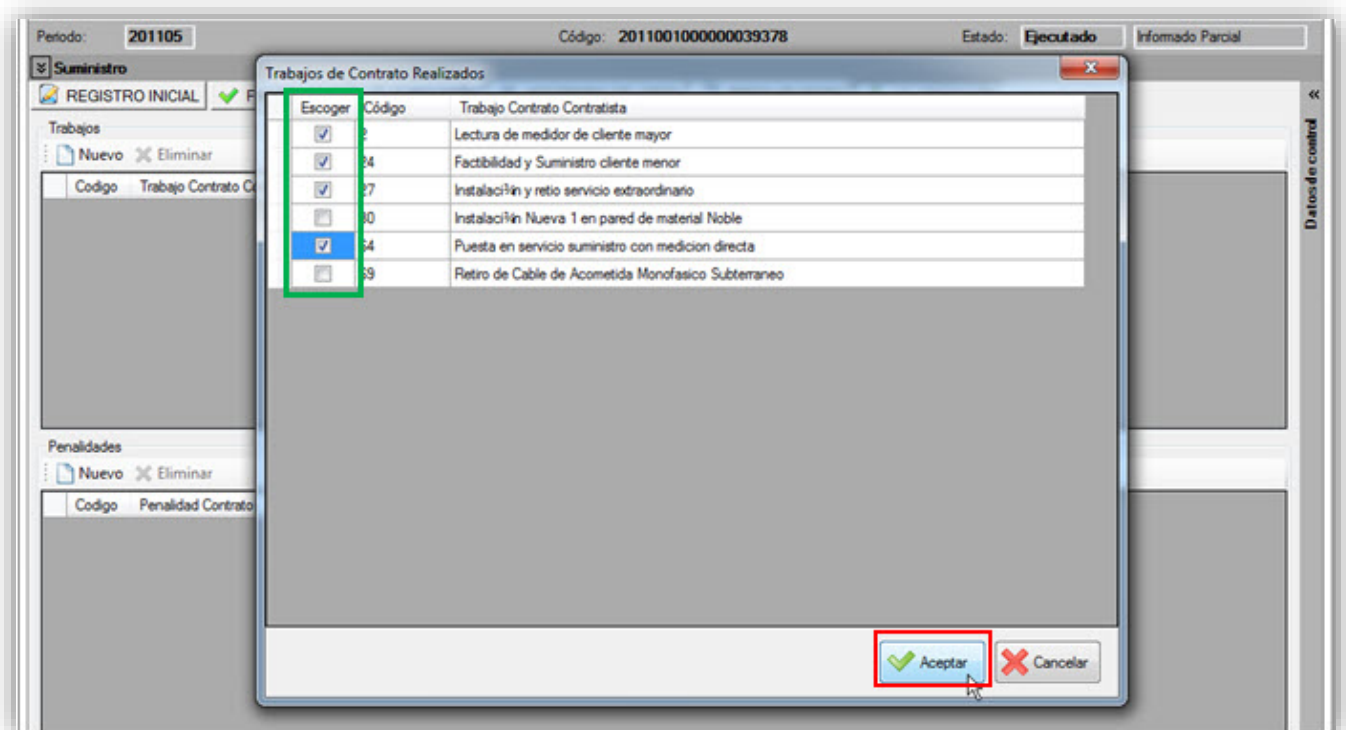 Periodo: 201105 Código: 2011001000000039378 Estado: Ejecutado Informado Parcial
Suministro
REGISTRO INICIAL
Trabajos
Nuevo Eliminar
Codigo Trabajo Contrato
Penalidades
Nuevo Eliminar
Codigo Penalidad Contrato
Datos de control
Trabajos de Contrato Realizados
Escoger Código Trabajo Contrato Contratista
2 Lectura de medidor de cliente mayor
24 Factibilidad y Suministro cliente menor
27 Instalaci¾n y retio servicio extraordinario
Instalaci¾n Nueva 1 en pared de material Noble
Puesta en servicio suministro con medicion directa
Retiro de Cable de Acometida Monofasico Subterraneo
Aceptar Cancelar